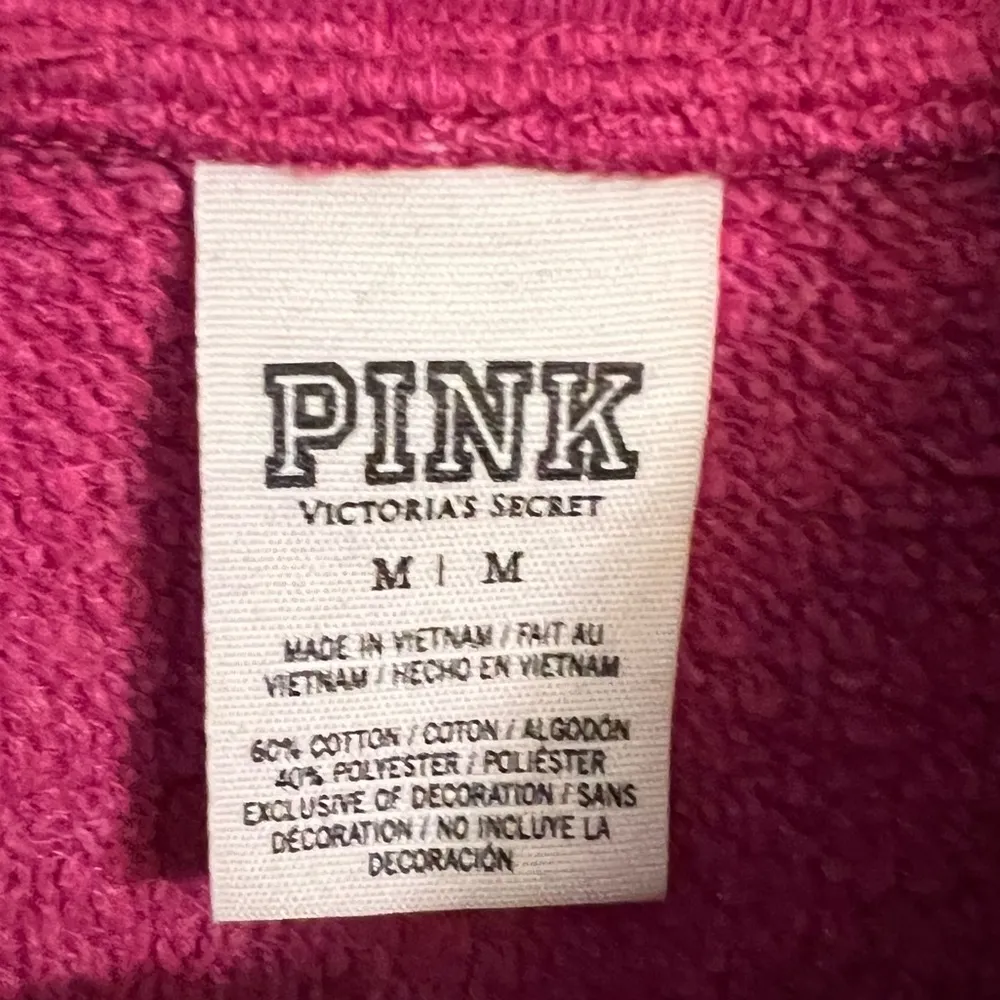 PINK
VICTORIA'S SECRET
M | M
MADE IN VIETNAM / FAIT AU
VIETNAM / HECHO EN VIETNAM
60% COTTON / COTON / ALGODÓN
40% POLYESTER / POLIÉSTER
EXCLUSIVE OF DECORATION / SANS
DÉCORATION / NO INCLUYE LA
DECORACIÓN